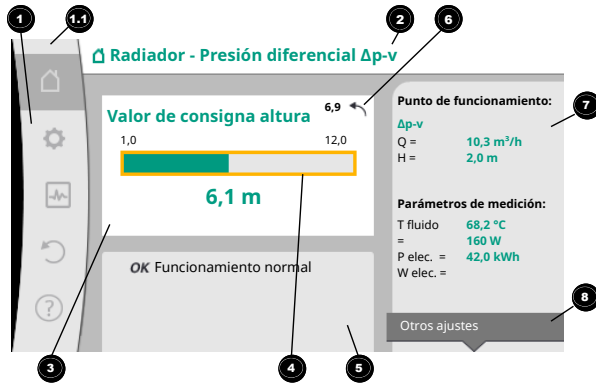 1
1.1
2
6
Radiador - Presión diferencial Δp-v
Valor de consigna altura
6,9
1,0
12,0
6,1 m
OK Funcionamiento normal
Punto de funcionamiento:
Δp-v
Q = 10,3 m³/h
H = 2,0 m
7
Parámetros de medición:
T fluido 68,2 °C
= 160 W
P elec. = 42,0 kWh
W elec. =
8
Otros ajustes
?
3
4
5